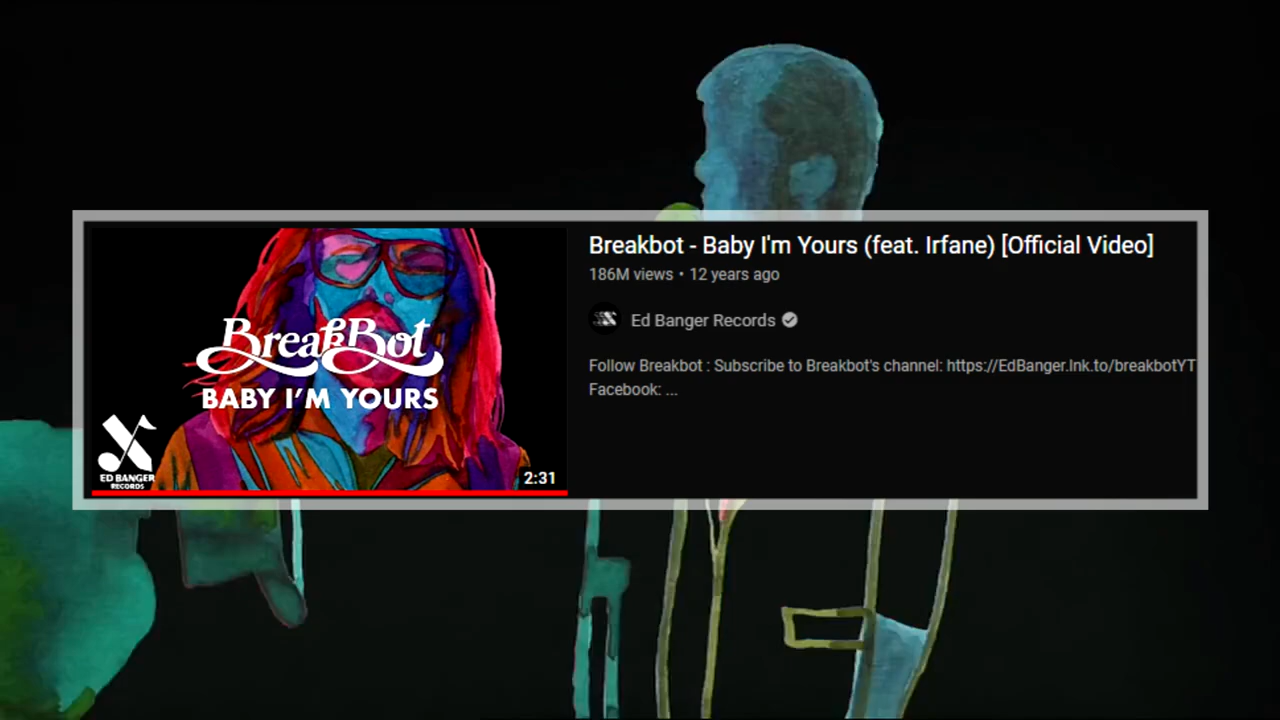 BreakBot
BABY I'M YOURS
ED BANGER
RECORDS
2:31
Breakbot - Baby I'm Yours (feat. Irfane) [Official Video]
186M views • 12 years ago
Ed Banger Records
Follow Breakbot : Subscribe to Breakbot's channel: https://EdBanger.lnk.to/breakbotYT
Facebook: ...